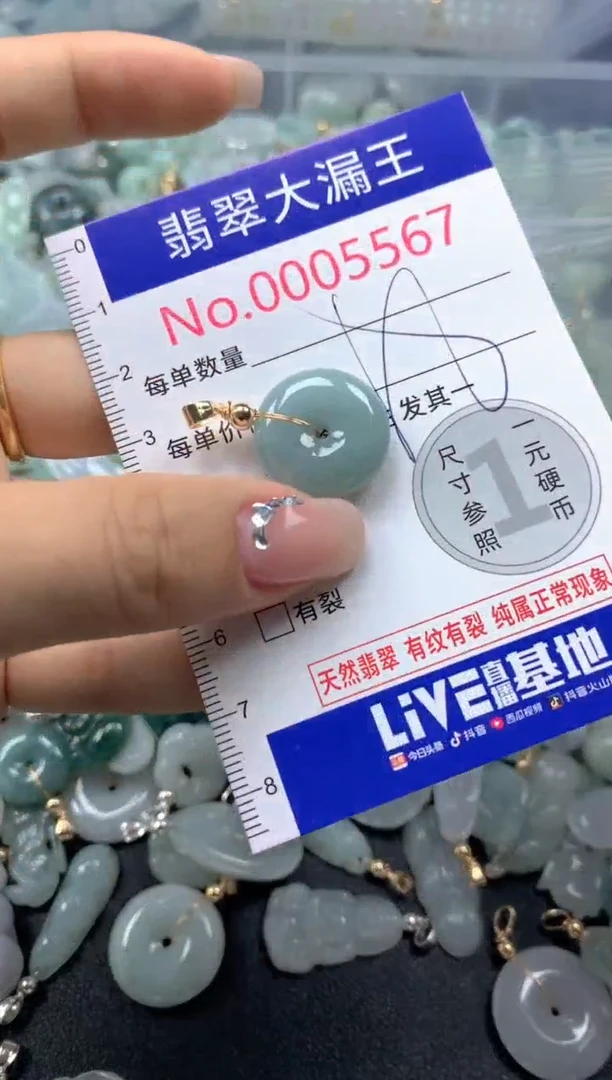 翡翠大漏王
No.0005567
每单数量
每单价
发其一
尺寸参照
1
一元硬币
有裂
天然翡翠 有纹有裂 纯属正常现象
LiVE直播基地
今日头条 抖音 西瓜视频 抖音火山
0
1
2
3
6
7
8